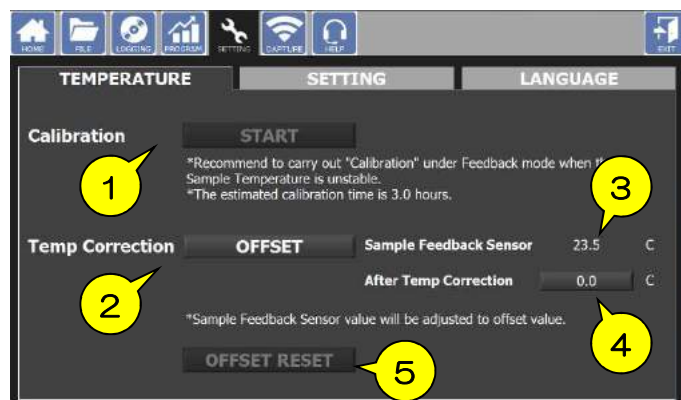 HOME FILE LOGGING PROGRAM SETTING CAPTURE HELP EXIT
TEMPERATURE SETTING LANGUAGE
Calibration START
1
*Recommend to carry out "Calibration" under Feedback mode when
Sample Temperature is unstable.
*The estimated calibration time is 3.0 hours.
3
Temp Correction OFFSET Sample Feedback Sensor 23.5 C
2
After Temp Correction 0.0 C
*Sample Feedback Sensor value will be adjusted to offset value.
4
OFFSET RESET
5